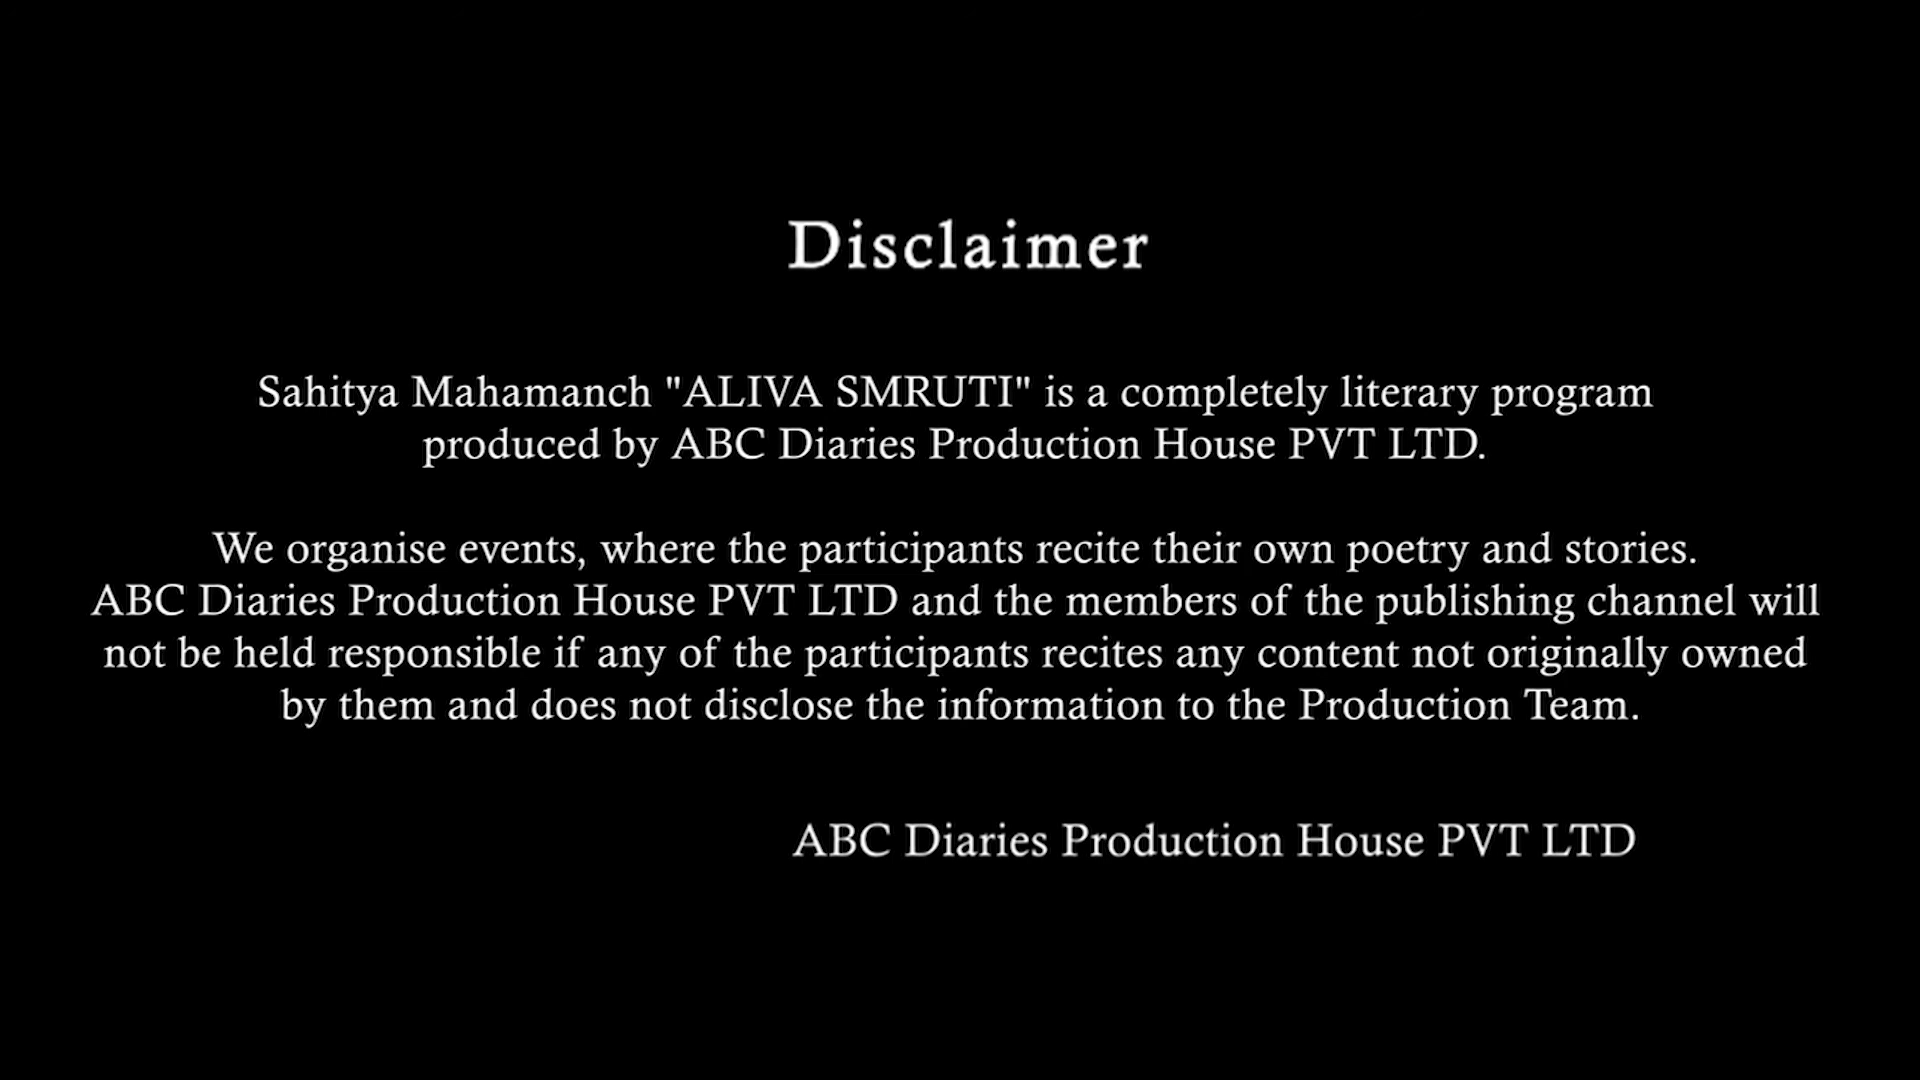 Disclaimer
Sahitya Mahamanch "ALIVA SMRUTI" is a completely literary program
produced by ABC Diaries Production House PVT LTD.
We organise events, where the participants recite their own poetry and stories.
ABC Diaries Production House PVT LTD and the members of the publishing channel will
not be held responsible if any of the participants recites any content not originally owned
by them and does not disclose the information to the Production Team.
ABC Diaries Production House PVT LTD